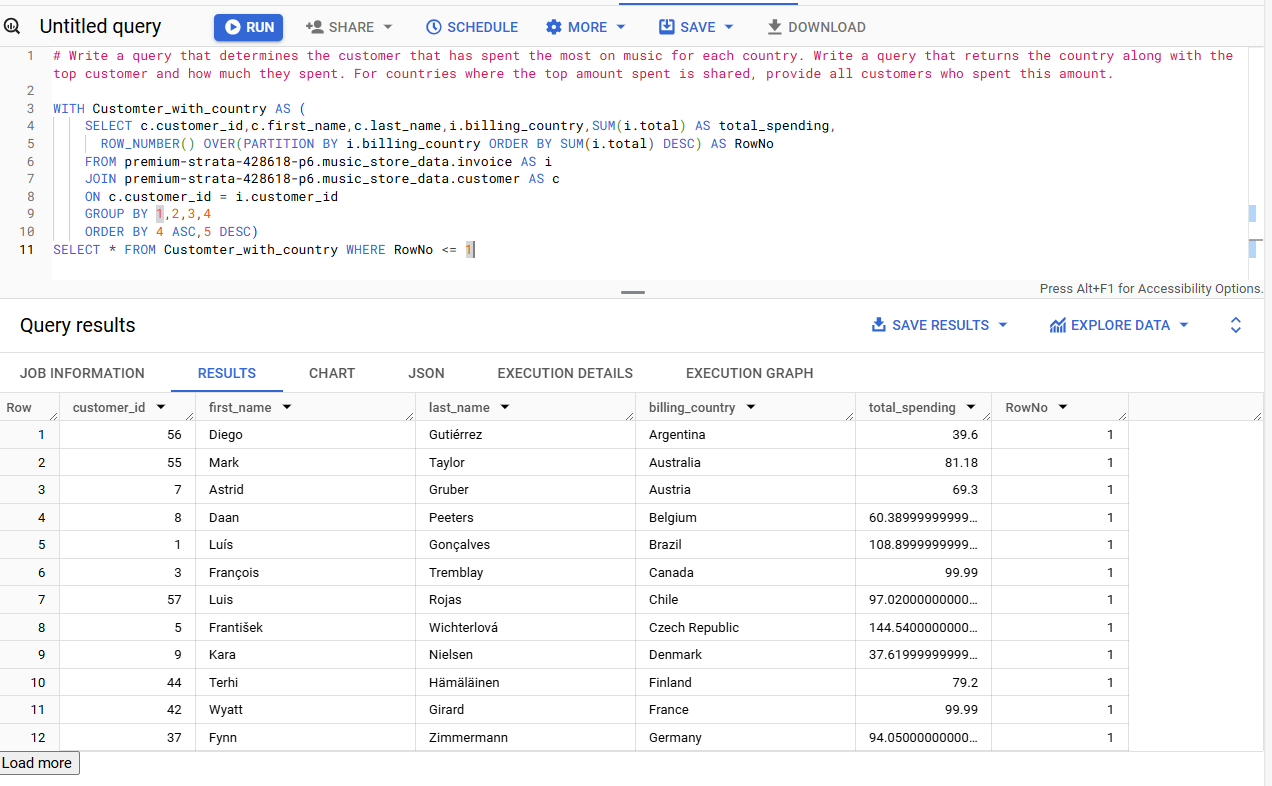 Untitled query RUN SHARE SCHEDULE MORE SAVE DOWNLOAD
1 # Write a query that determines the customer that has spent the most on music for each country. Write a query that returns the country along with the
top customer and how much they spent. For countries where the top amount spent is shared, provide all customers who spent this amount.
2
3 WITH Customter_with_country AS (
4 SELECT c.customer_id,c.first_name,c.last_name,i.billing_country,SUM(i.total) AS total_spending,
5 ROW_NUMBER() OVER(PARTITION BY i.billing_country ORDER BY SUM(i.total) DESC) AS RowNo
6 FROM premium-strata-428618-p6.music_store_data.invoice AS i
7 JOIN premium-strata-428618-p6.music_store_data.customer AS c
8 ON c.customer_id = i.customer_id
9 GROUP BY 1,2,3,4
10 ORDER BY 4 ASC,5 DESC)
11 SELECT * FROM Customter_with_country WHERE RowNo <= 1
Press Alt+F1 for Accessibility Options.
Query results SAVE RESULTS EXPLORE DATA
JOB INFORMATION RESULTS CHART JSON EXECUTION DETAILS EXECUTION GRAPH
Row customer_id first_name last_name billing_country total_spending RowNo
1 56 Diego Gutiérrez Argentina 39.6 1
2 55 Mark Taylor Australia 81.18 1
3 7 Astrid Gruber Austria 69.3 1
4 8 Daan Peeters Belgium 60.38999999999… 1
5 1 Luís Gonçalves Brazil 108.8999999999… 1
6 3 François Tremblay Canada 99.99 1
7 57 Luis Rojas Chile 97.02000000000… 1
8 5 František Wichterlová Czech Republic 144.5400000000… 1
9 9 Kara Nielsen Denmark 37.61999999999… 1
10 44 Terhi Hämäläinen Finland 79.2 1
11 42 Wyatt Girard France 99.99 1
12 37 Fynn Zimmermann Germany 94.05000000000… 1
Load more